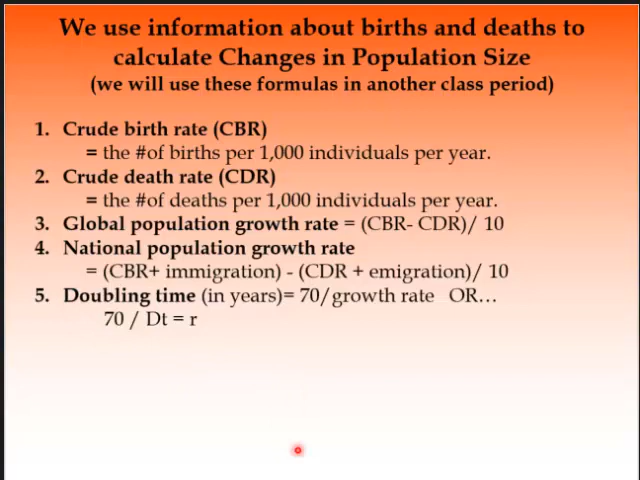 We use information about births and deaths to
calculate Changes in Population Size
(we will use these formulas in another class period)
1. Crude birth rate (CBR)
= the #of births per 1,000 individuals per year.
2. Crude death rate (CDR)
= the #of deaths per 1,000 individuals per year.
3. Global population growth rate = (CBR- CDR)/ 10
4. National population growth rate
= (CBR+ immigration) - (CDR + emigration)/ 10
5. Doubling time (in years)= 70/growth rate OR…
70 / Dt = r